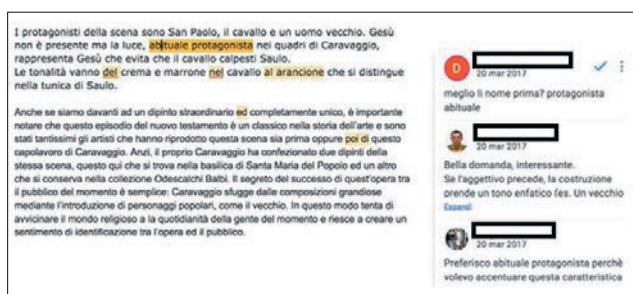 I protagonisti della scena sono San Paolo, il cavallo e un uomo vecchio. Gesù
non è presente ma la luce, abituale protagonista nei quadri di Caravaggio,
rappresenta Gesù che evita che il cavallo calpesti Saulo.
Le tonalità vanno del crema e marrone nel cavallo al arancione che si distingue
nella tunica di Saulo.
Anche se siamo davanti ad un dipinto straordinario ed completamente unico, è importante
notare che questo episodio del nuovo testamento è un classico nella storia dell'arte e sono
stati tantissimi gli artisti che hanno riprodotto questa scena sia prima oppure poi di questo
capolavoro di Caravaggio. Anzi, il proprio Caravaggio ha confezionado due dipinti della
stessa scena, questo qui che si trova nella basilica di Santa Maria del Popolo ed un altro
che si conserva nella collezione Odescalchi Balbi. Il segreto del successo di quest'opera tra
il pubblico del momento è semplice: Caravaggio sfugge dalle composizioni grandiose
mediante l'introduzione di personaggi popolari, come il vecchio. In questo modo tenta di
avvicinare il mondo religioso a la quotidianità della gente del momento e riesce a creare un
sentimento di identificazione tra l'opera ed il pubblico.
D
20 mar 2017
meglio li nome prima? protagonista
abituale
20 mar 2017
Bella domanda, interessante.
Se l'aggettivo precede, la costruzione
prende un tono enfatico (es. Un vecchio
Espandi
20 mar 2017
Preferisco abituale protagonista perchè
volevo accentuare questa caratteristica